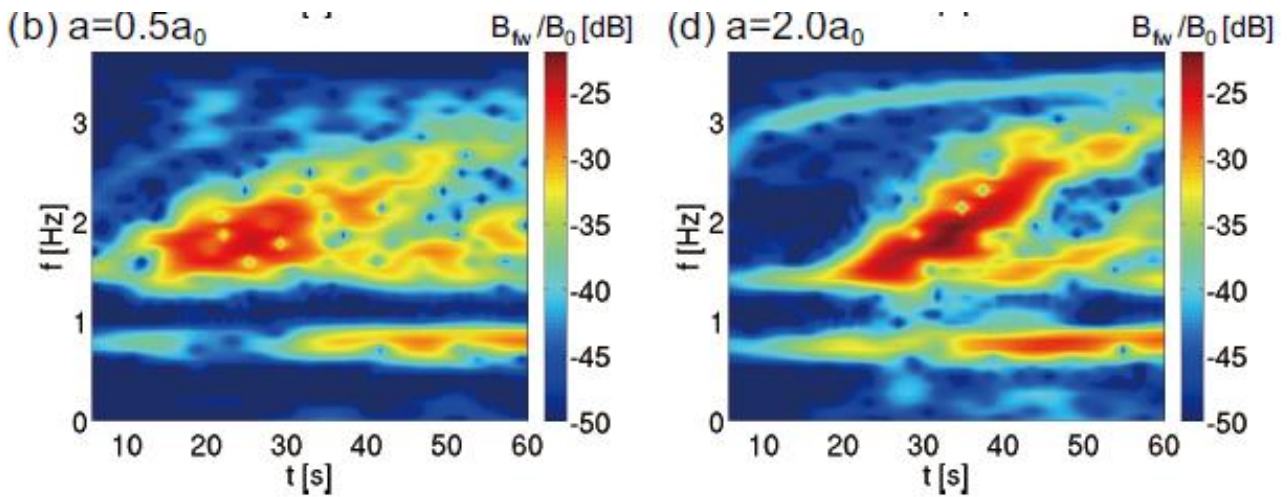 (b) a=0.5a₀ B_fw/B₀ [dB] (d) a=2.0a₀ B_fw/B₀ [dB]
-25 -25
3 3
-30 -30
f [Hz] 2 -35 f [Hz] 2 -35
-40 -40
1 1
-45 -45
0 -50 0 -50
10 20 30 40 50 60 10 20 30 40 50 60
t [s] t [s]